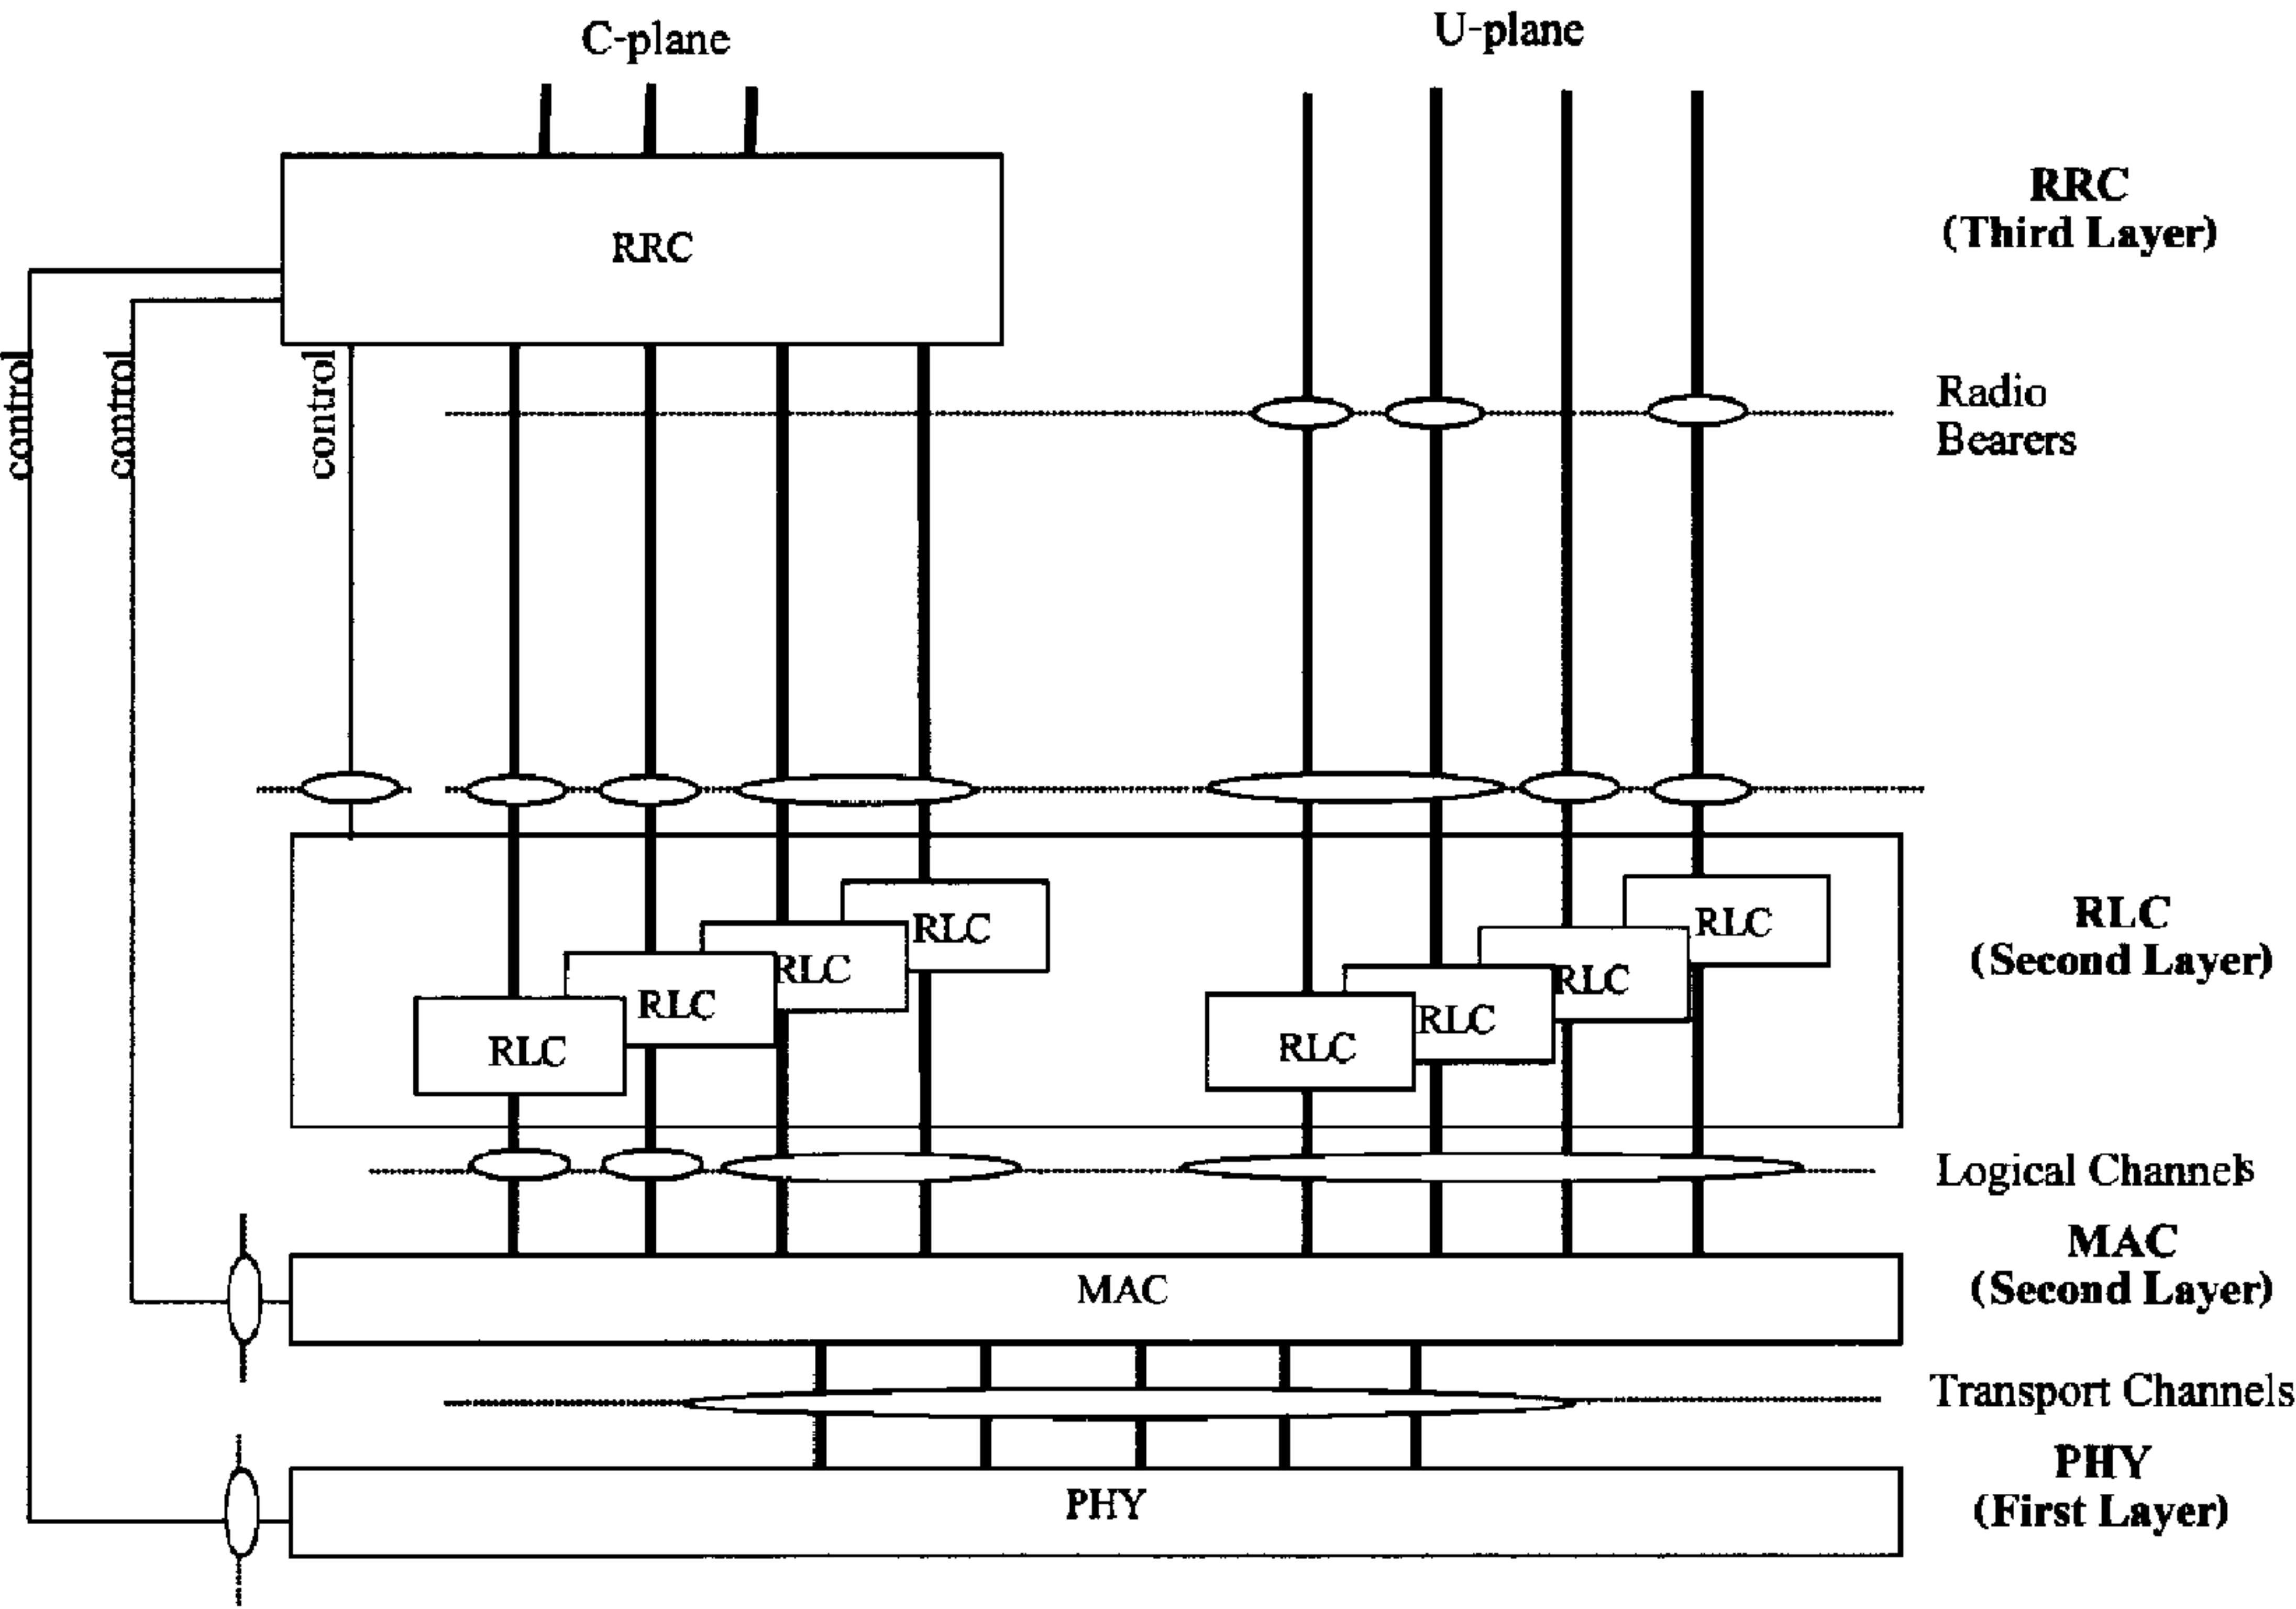 C-plane
U-plane
RRC
RRC
(Third Layer)
control
control
control
Radio
Bearers
RLC
RLC
RLC
RLC
RLC
RLC
RLC
RLC
RLC
(Second Layer)
Logical Channels
MAC
MAC
(Second Layer)
Transport Channels
PHY
PHY
(First Layer)